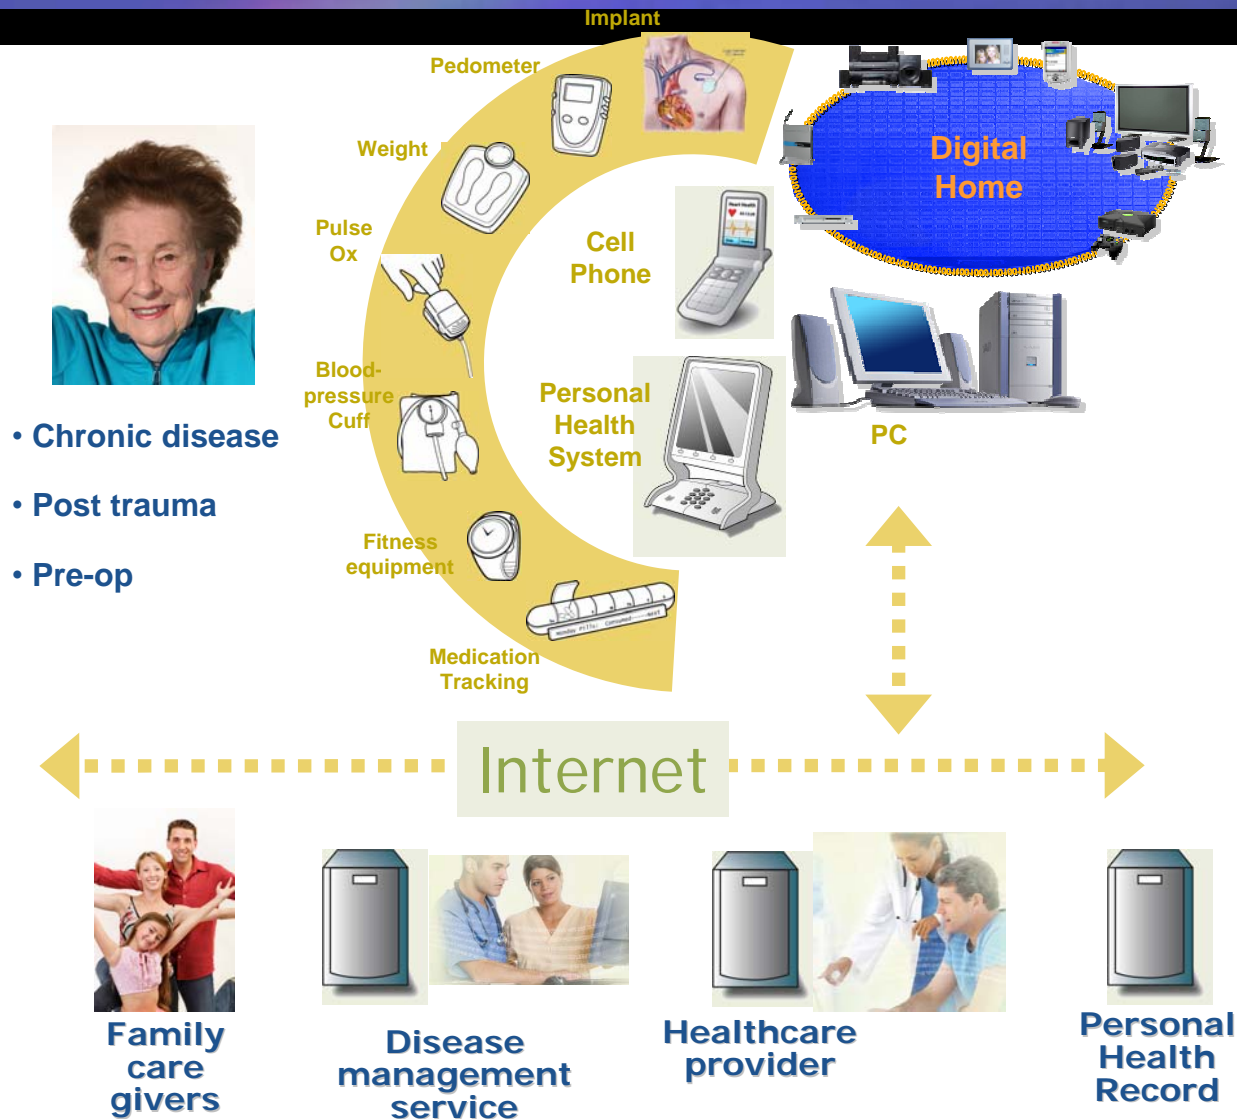 Implant
Pedometer
Weight
Pulse
Ox
Blood-
pressure
Cuff
Fitness
equipment
Medication
Tracking
Cell
Phone
Heart Health
Personal
Health
System
Digital
Home
PC
• Chronic disease
• Post trauma
• Pre-op
Internet
Family
care
givers
Disease
management
service
Healthcare
provider
Personal
Health
Record